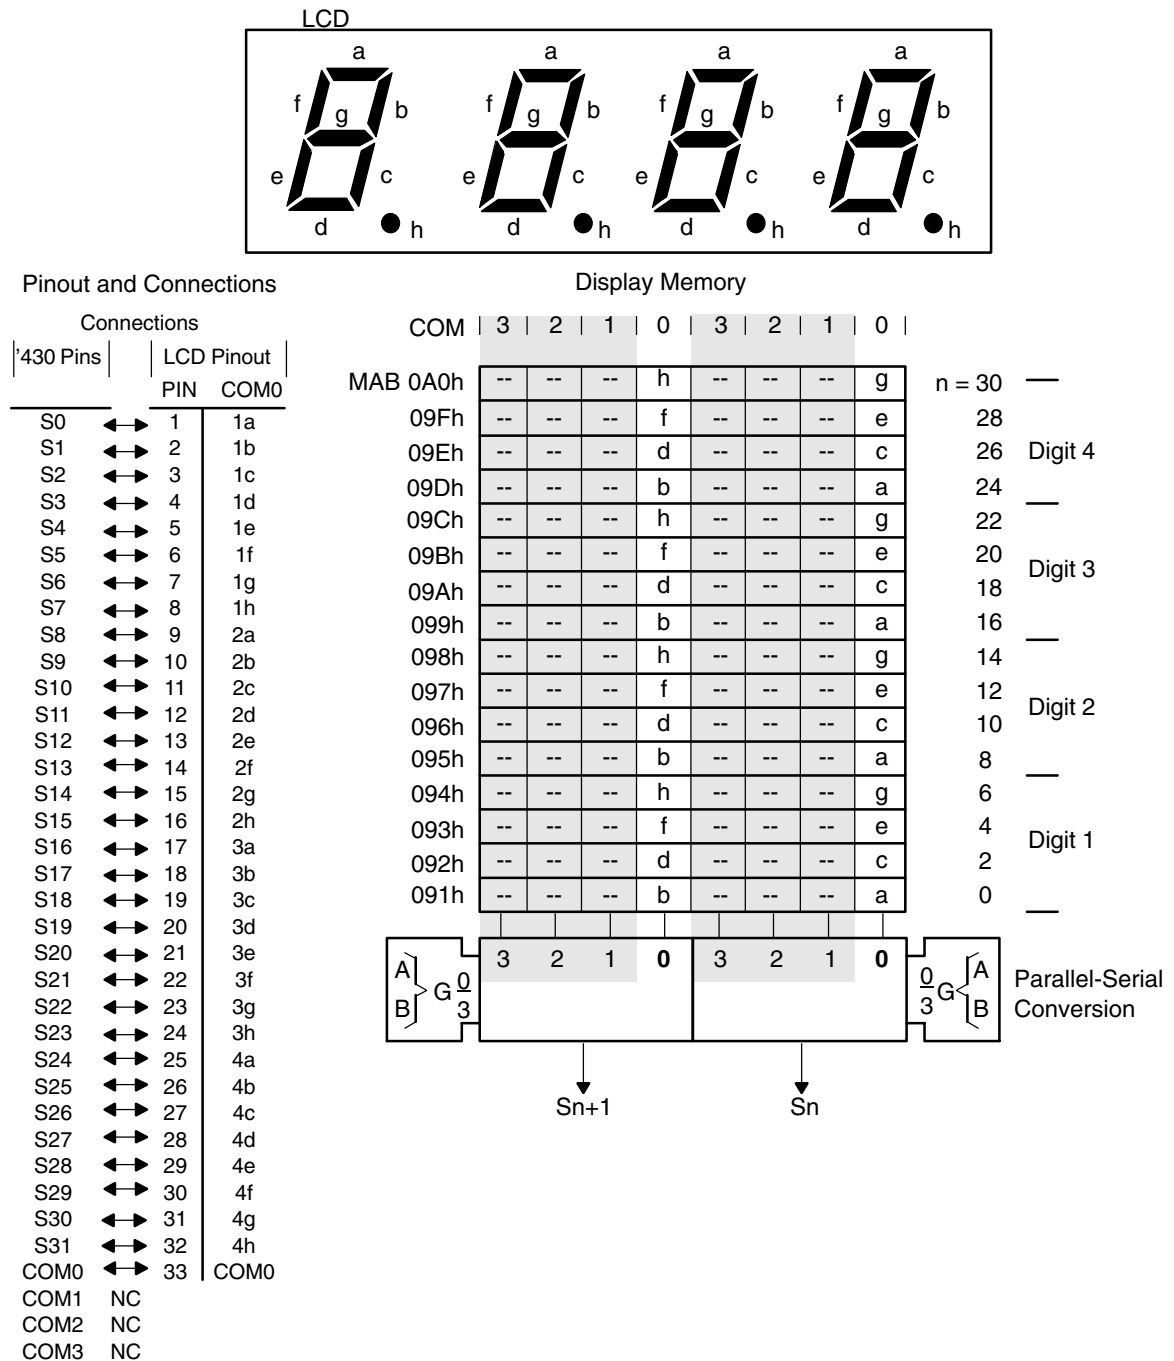 LCD
a a a a
f g b f g b f g b f g b
e c e c e c e c
d h d h d h d h
Pinout and Connections
Connections
'430 Pins LCD Pinout
PIN COM0
S0 1 1a
S1 2 1b
S2 3 1c
S3 4 1d
S4 5 1e
S5 6 1f
S6 7 1g
S7 8 1h
S8 9 2a
S9 10 2b
S10 11 2c
S11 12 2d
S12 13 2e
S13 14 2f
S14 15 2g
S15 16 2h
S16 17 3a
S17 18 3b
S18 19 3c
S19 20 3d
S20 21 3e
S21 22 3f
S22 23 3g
S23 24 3h
S24 25 4a
S25 26 4b
S26 27 4c
S27 28 4d
S28 29 4e
S29 30 4f
S30 31 4g
S31 32 4h
COM0 33 COM0
COM1 NC
COM2 NC
COM3 NC
Display Memory
COM 3 2 1 0 3 2 1 0
MAB 0A0h -- -- -- h -- -- -- g n = 30
09Fh -- -- -- f -- -- -- e 28
09Eh -- -- -- d -- -- -- c 26 Digit 4
09Dh -- -- -- b -- -- -- a 24
09Ch -- -- -- h -- -- -- g 22
09Bh -- -- -- f -- -- -- e 20
Digit 3
09Ah -- -- -- d -- -- -- c 18
099h -- -- -- b -- -- -- a 16
098h -- -- -- h -- -- -- g 14
097h -- -- -- f -- -- -- e 12
Digit 2
096h -- -- -- d -- -- -- c 10
095h -- -- -- b -- -- -- a 8
094h -- -- -- h -- -- -- g 6
093h -- -- -- f -- -- -- e 4
Digit 1
092h -- -- -- d -- -- -- c 2
091h -- -- -- b -- -- -- a 0
3 2 1 0 3 2 1 0
A B G 0 3
0 3 G A B
Parallel-Serial
Conversion
Sn+1 Sn